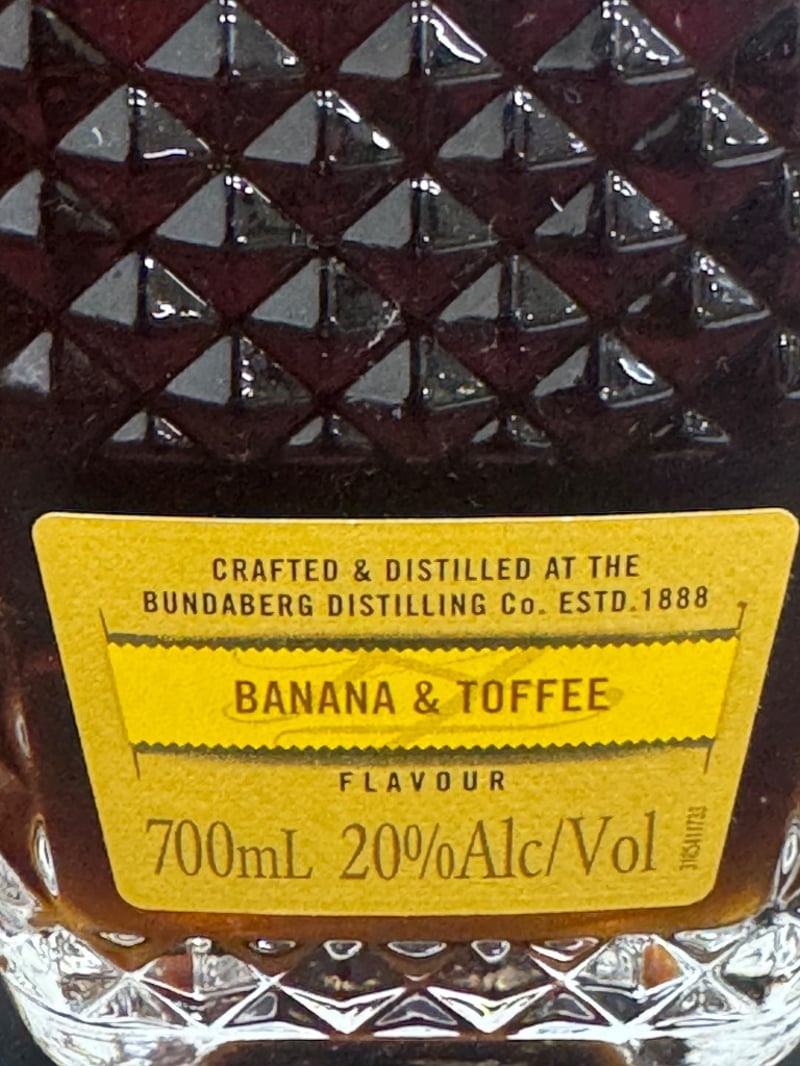 CRAFTED & DISTILLED AT THE
BUNDABERG DISTILLING Co. ESTD.1888
BANANA & TOFFEE
FLAVOUR
700mL 20%Alc/Vol